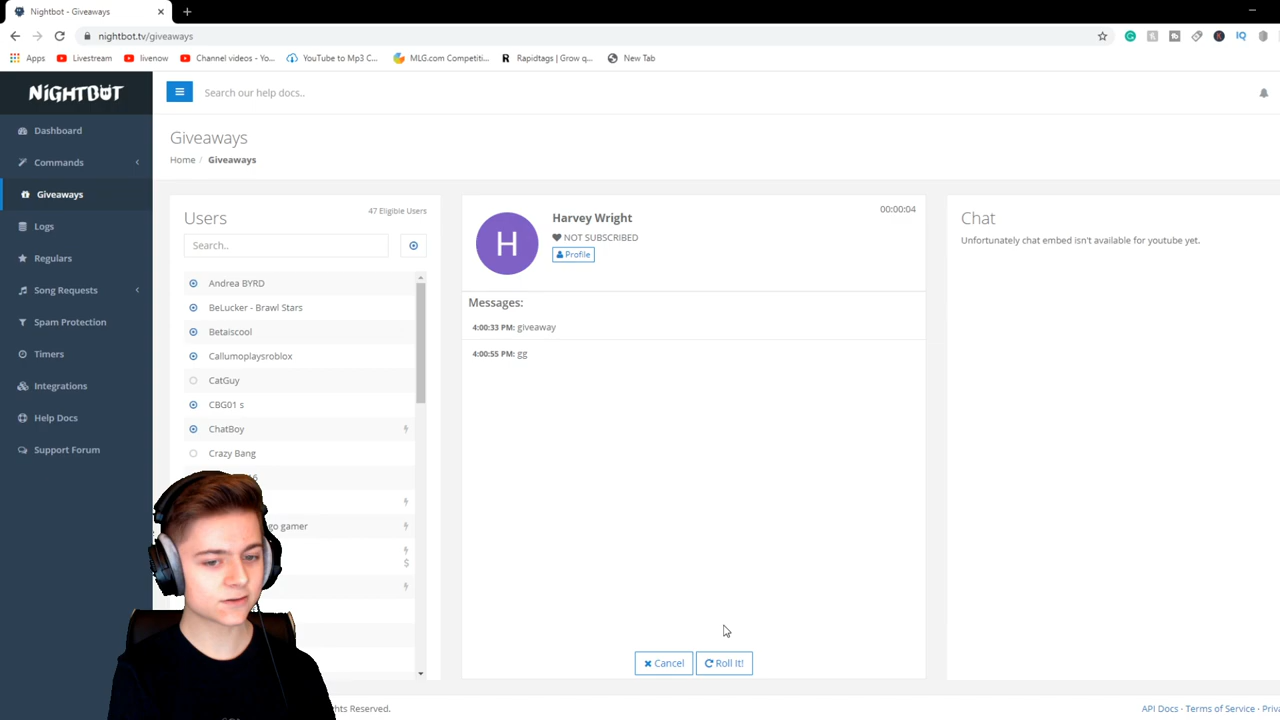 Nightbot - Giveaways
nightbot.tv/giveaways
Apps
Livestream
livenow
Channel videos - Yo...
YouTube to Mp3 C...
MLG.com Competiti...
Rapidtags | Grow q...
New Tab
NIGHTBOT
Search our help docs..
Dashboard
Commands
Giveaways
Logs
Regulars
Song Requests
Spam Protection
Timers
Integrations
Help Docs
Support Forum
Giveaways
Home / Giveaways
Users
47 Eligible Users
Search..
Andrea BYRD
BeLucker - Brawl Stars
Betaiscool
Callumoplaysroblox
CatGuy
CBG01 s
ChatBoy
Crazy Bang
go gamer
H
Harvey Wright
NOT SUBSCRIBED
Profile
00:00:04
Messages:
4:00:33 PM: giveaway
4:00:55 PM: gg
Cancel
Roll It!
Chat
Unfortunately chat embed isn't available for youtube yet.
hts Reserved.
API Docs - Terms of Service - Priva